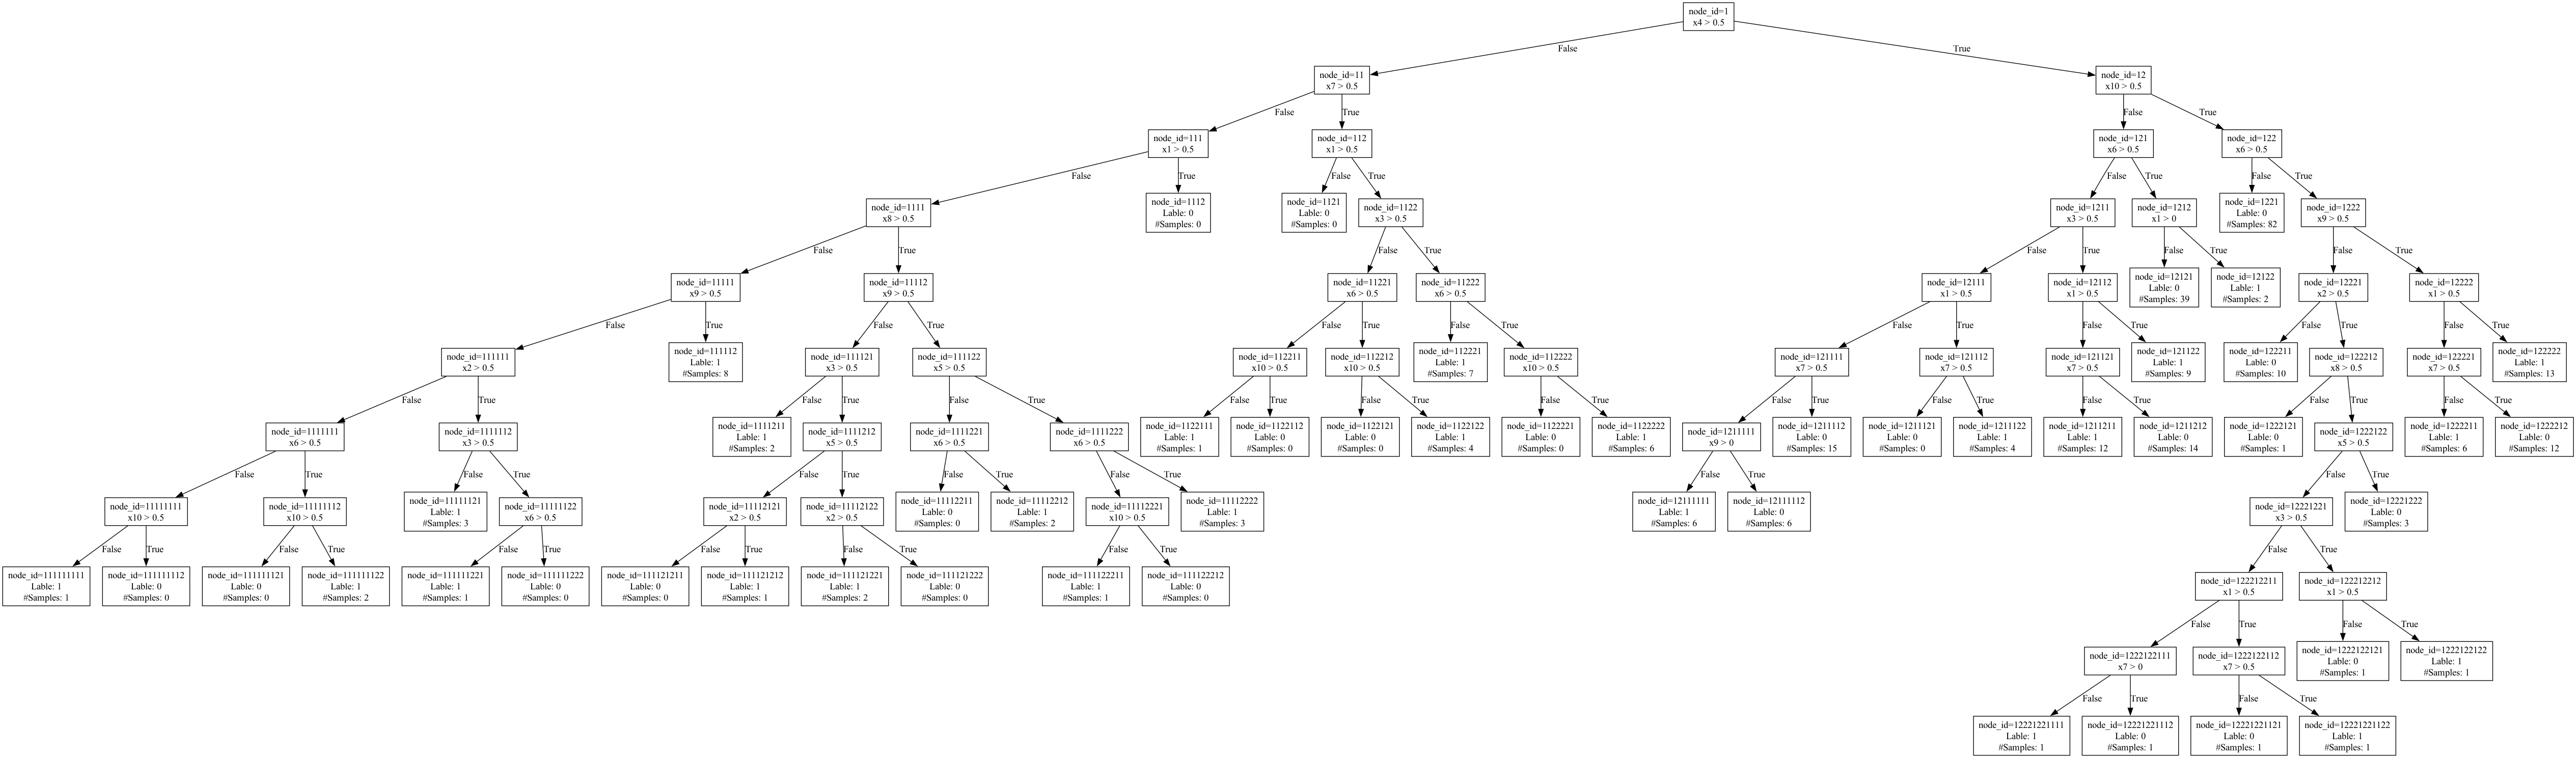 node_id=1
x4 > 0.5
False
True
node_id=11
x7 > 0.5
node_id=12
x10 > 0.5
False
True
False
True
node_id=111
x1 > 0.5
node_id=112
x1 > 0.5
node_id=121
x6 > 0.5
node_id=122
x6 > 0.5
False
True
False
True
False
True
False
True
node_id=1111
x8 > 0.5
node_id=1112
Lable: 0
#Samples: 0
node_id=1121
Lable: 0
#Samples: 0
node_id=1122
x3 > 0.5
node_id=1211
x3 > 0.5
node_id=1212
x1 > 0
node_id=1221
Lable: 0
#Samples: 82
node_id=1222
x9 > 0.5
False
True
False
True
False
True
False
True
False
True
node_id=11111
x9 > 0.5
node_id=11112
x9 > 0.5
node_id=11221
x6 > 0.5
node_id=11222
x6 > 0.5
node_id=12111
x1 > 0.5
node_id=12112
x1 > 0.5
node_id=12121
Lable: 0
#Samples: 39
node_id=12122
Lable: 1
#Samples: 2
node_id=12221
x2 > 0.5
node_id=12222
x1 > 0.5
False
True
False
True
False
True
False
True
False
True
False
True
False
True
False
True
node_id=111111
x2 > 0.5
node_id=111112
Lable: 1
#Samples: 8
node_id=111121
x3 > 0.5
node_id=111122
x5 > 0.5
node_id=112211
x10 > 0.5
node_id=112212
x10 > 0.5
node_id=112221
Lable: 1
#Samples: 7
node_id=112222
x10 > 0.5
node_id=121111
x7 > 0.5
node_id=121112
x7 > 0.5
node_id=121121
x7 > 0.5
node_id=121122
Lable: 1
#Samples: 9
node_id=122211
Lable: 0
#Samples: 10
node_id=122212
x8 > 0.5
node_id=122221
x7 > 0.5
node_id=122222
Lable: 1
#Samples: 13
False
True
False
True
False
True
False
True
False
True
False
True
False
True
False
True
False
True
False
True
False
True
node_id=1111111
x6 > 0.5
node_id=1111112
x3 > 0.5
node_id=1111211
Lable: 1
#Samples: 2
node_id=1111212
x5 > 0.5
node_id=1111221
x6 > 0.5
node_id=1111222
x6 > 0.5
node_id=1122111
Lable: 1
#Samples: 1
node_id=1122112
Lable: 0
#Samples: 0
node_id=1122121
Lable: 0
#Samples: 0
node_id=1122122
Lable: 1
#Samples: 4
node_id=1122221
Lable: 0
#Samples: 0
node_id=1122222
Lable: 1
#Samples: 6
node_id=1211111
x9 > 0
node_id=1211112
Lable: 0
#Samples: 15
node_id=1211121
Lable: 0
#Samples: 0
node_id=1211122
Lable: 1
#Samples: 4
node_id=1211211
Lable: 1
#Samples: 12
node_id=1211212
Lable: 0
#Samples: 14
node_id=1222121
Lable: 0
#Samples: 1
node_id=1222122
x5 > 0.5
node_id=1222211
Lable: 1
#Samples: 6
node_id=1222212
Lable: 0
#Samples: 12
False
True
False
True
False
True
False
True
False
True
False
True
False
True
node_id=11111111
x10 > 0.5
node_id=11111112
x10 > 0.5
node_id=11111121
Lable: 1
#Samples: 3
node_id=11111122
x6 > 0.5
node_id=11112121
x2 > 0.5
node_id=11112122
x2 > 0.5
node_id=11112211
Lable: 0
#Samples: 0
node_id=11112212
Lable: 1
#Samples: 2
node_id=11112221
x10 > 0.5
node_id=11112222
Lable: 1
#Samples: 3
node_id=12111111
Lable: 1
#Samples: 6
node_id=12111112
Lable: 0
#Samples: 6
node_id=12221221
x3 > 0.5
node_id=12221222
Lable: 0
#Samples: 3
False
True
False
True
False
True
False
True
False
True
False
True
False
True
node_id=111111111
Lable: 1
#Samples: 1
node_id=111111112
Lable: 0
#Samples: 0
node_id=111111121
Lable: 0
#Samples: 0
node_id=111111122
Lable: 1
#Samples: 2
node_id=111111221
Lable: 1
#Samples: 1
node_id=111111222
Lable: 0
#Samples: 0
node_id=111121211
Lable: 0
#Samples: 0
node_id=111121212
Lable: 1
#Samples: 1
node_id=111121221
Lable: 1
#Samples: 2
node_id=111121222
Lable: 0
#Samples: 0
node_id=111122211
Lable: 1
#Samples: 1
node_id=111122212
Lable: 0
#Samples: 0
node_id=122212211
x1 > 0.5
node_id=122212212
x1 > 0.5
False
True
False
True
node_id=1222122111
x7 > 0
node_id=1222122112
x7 > 0.5
node_id=1222122121
Lable: 0
#Samples: 1
node_id=1222122122
Lable: 1
#Samples: 1
False
True
False
True
node_id=12221221111
Lable: 1
#Samples: 1
node_id=12221221112
Lable: 0
#Samples: 1
node_id=12221221121
Lable: 0
#Samples: 1
node_id=12221221122
Lable: 1
#Samples: 1